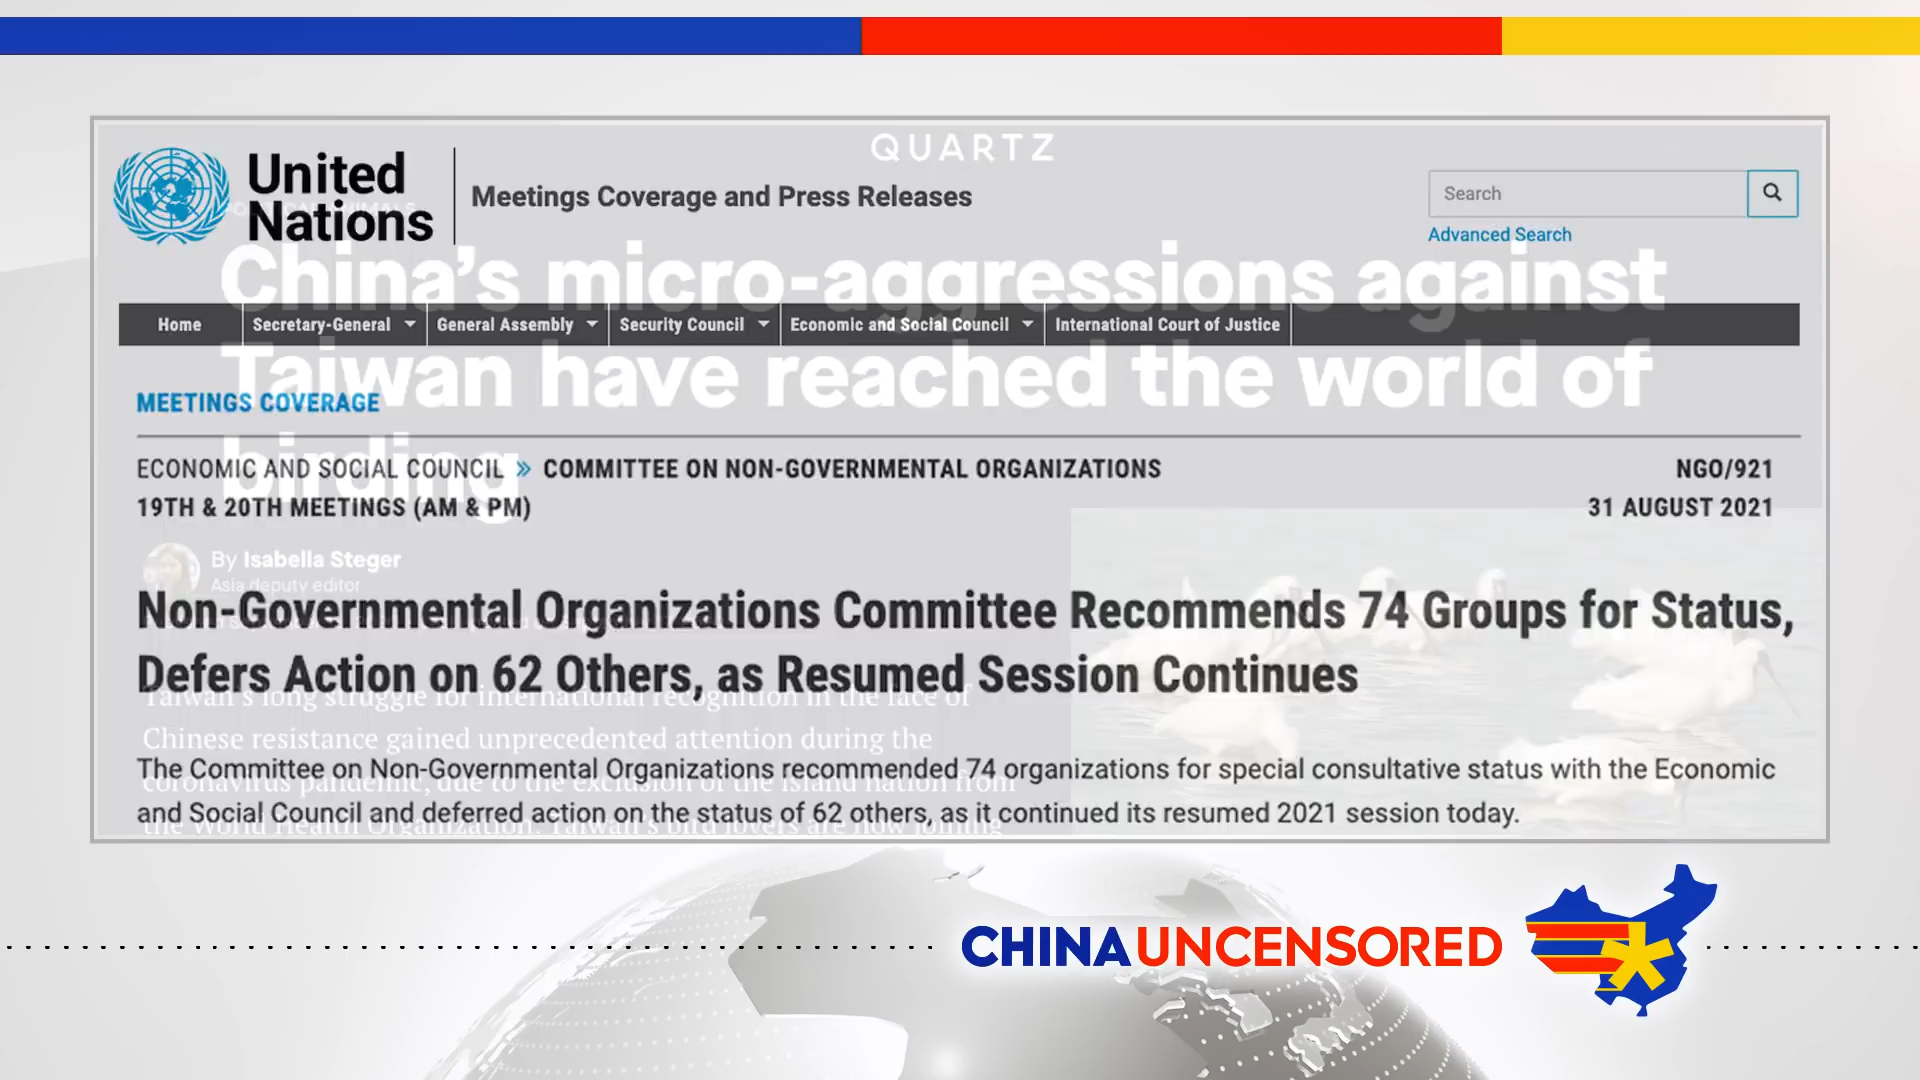 QUARTZ
United
Nations
Meetings Coverage and Press Releases
Search
Advanced Search
China's micro-aggressions against
Home
Secretary-General
General Assembly
Security Council
Economic and Social Council
International Court of Justice
Taiwan have reached the world of
birding
MEETINGS COVERAGE
ECONOMIC AND SOCIAL COUNCIL » COMMITTEE ON NON-GOVERNMENTAL ORGANIZATIONS
NGO/921
19TH & 20TH MEETINGS (AM & PM)
31 AUGUST 2021
By Isabella Steger
Asia deputy editor
Non-Governmental Organizations Committee Recommends 74 Groups for Status,
Defers Action on 62 Others, as Resumed Session Continues
Taiwan's long struggle for international recognition in the face of
Chinese resistance gained unprecedented attention during the
coronavirus pandemic, due to the exclusion of the island nation from
the World Health Organization. Taiwan's bird lovers are now joining
The Committee on Non-Governmental Organizations recommended 74 organizations for special consultative status with the Economic
and Social Council and deferred action on the status of 62 others, as it continued its resumed 2021 session today.
CHINA UNCENSORED